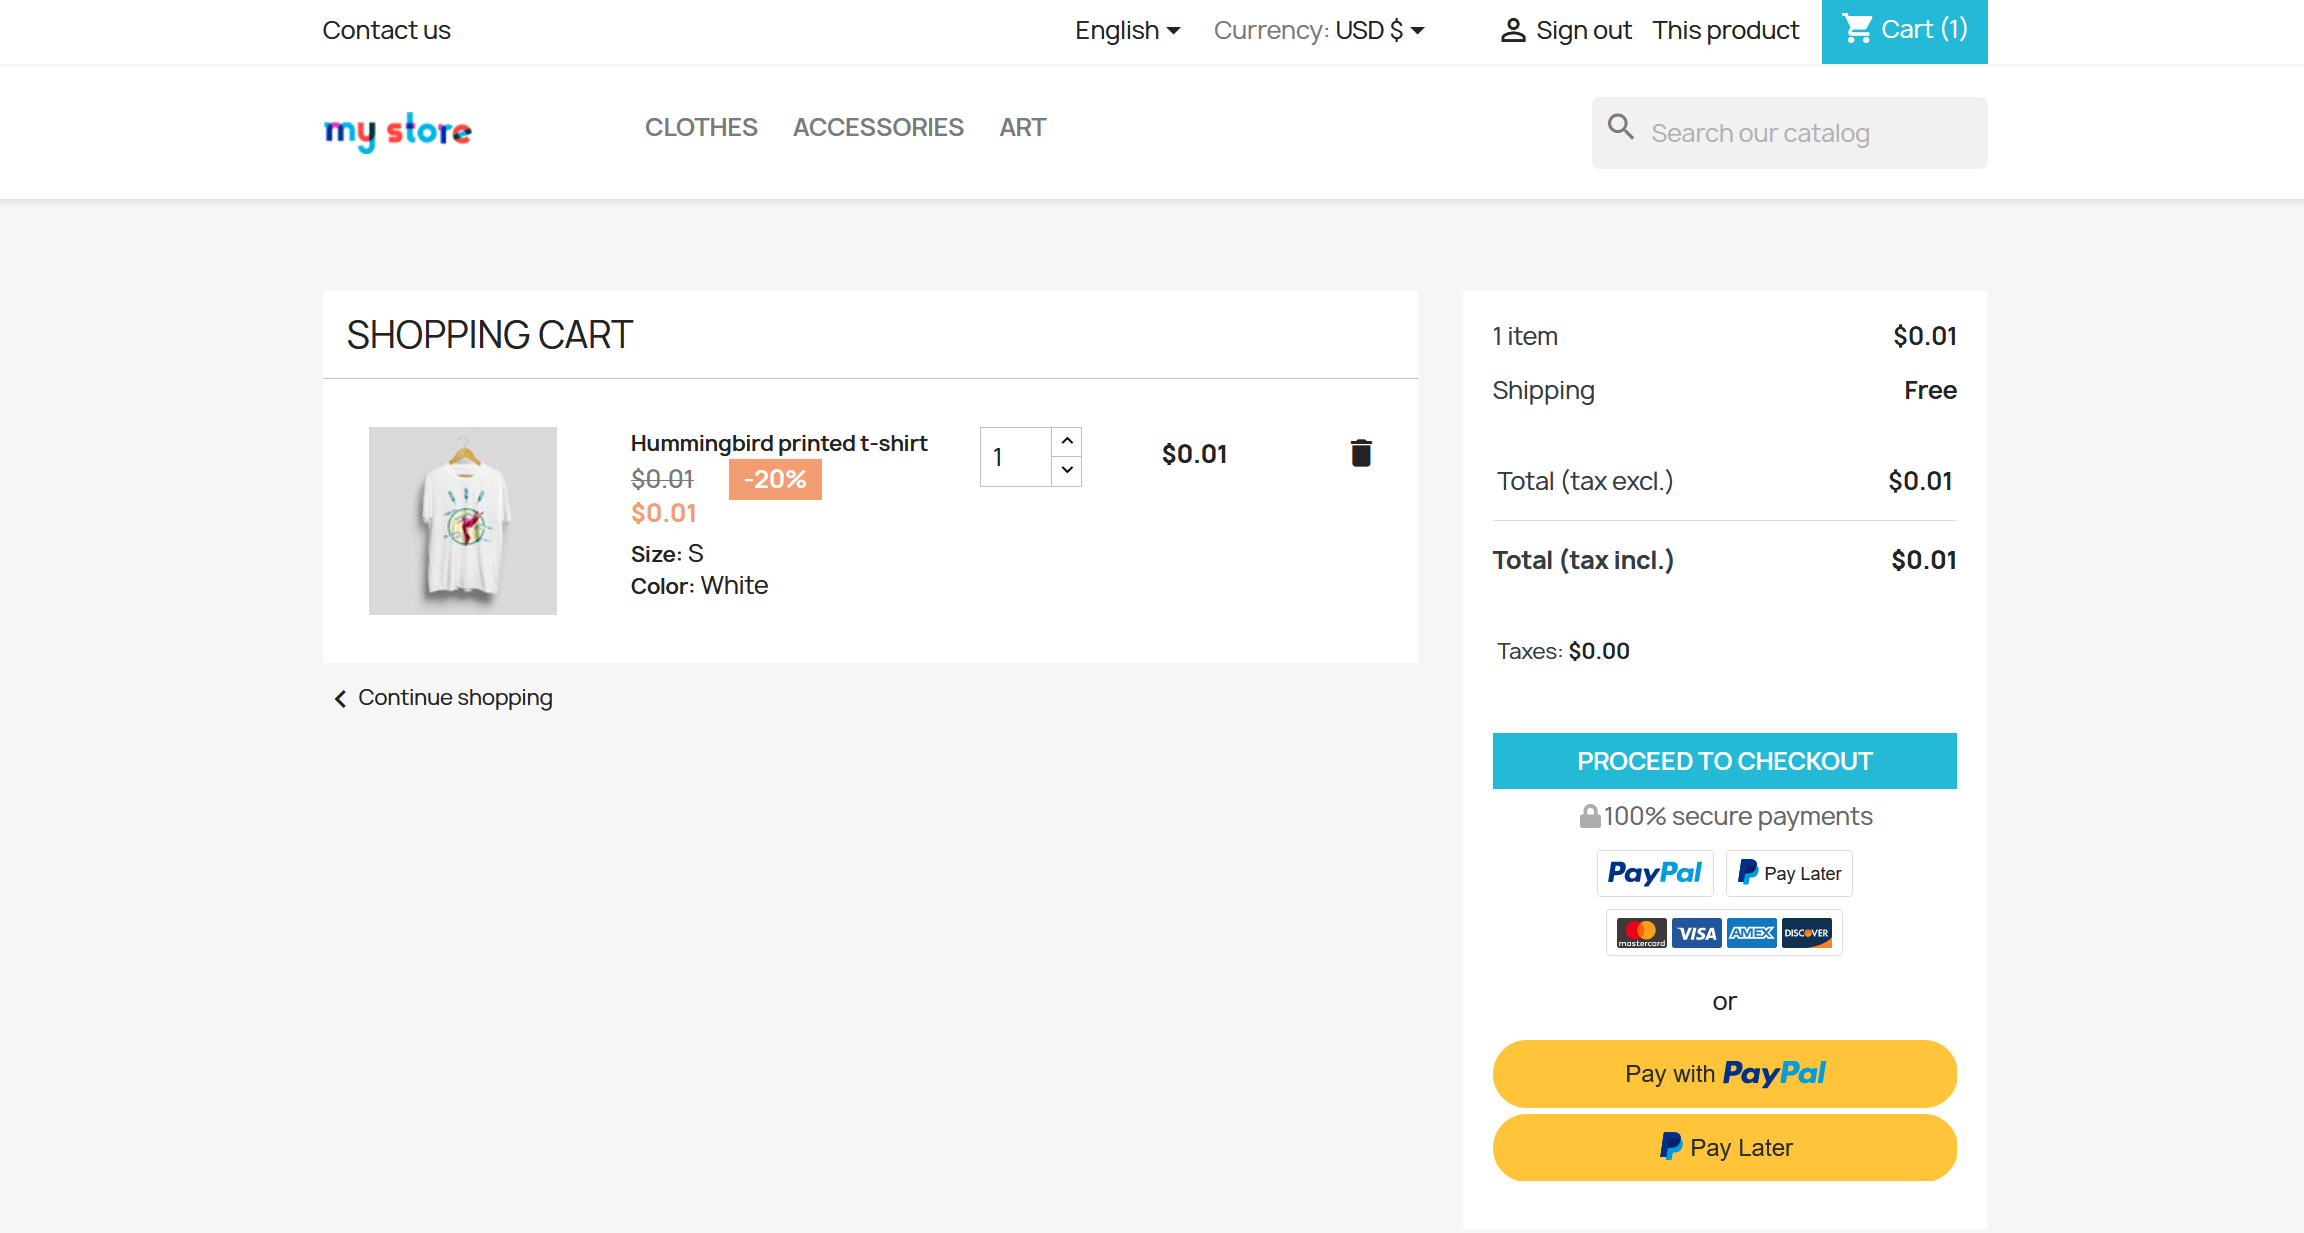 Contact us
English
Currency: USD $
Sign out
This product
Cart (1)
my store
CLOTHES
ACCESSORIES
ART
Search our catalog
SHOPPING CART
Hummingbird printed t-shirt
$0.01 -20%
$0.01
Size: S
Color: White
1
$0.01
Continue shopping
1 item $0.01
Shipping Free
Total (tax excl.) $0.01
Total (tax incl.) $0.01
Taxes: $0.00
PROCEED TO CHECKOUT
100% secure payments
PayPal
Pay Later
mastercard
VISA
AMEX
DISCOVER
or
Pay with PayPal
Pay Later